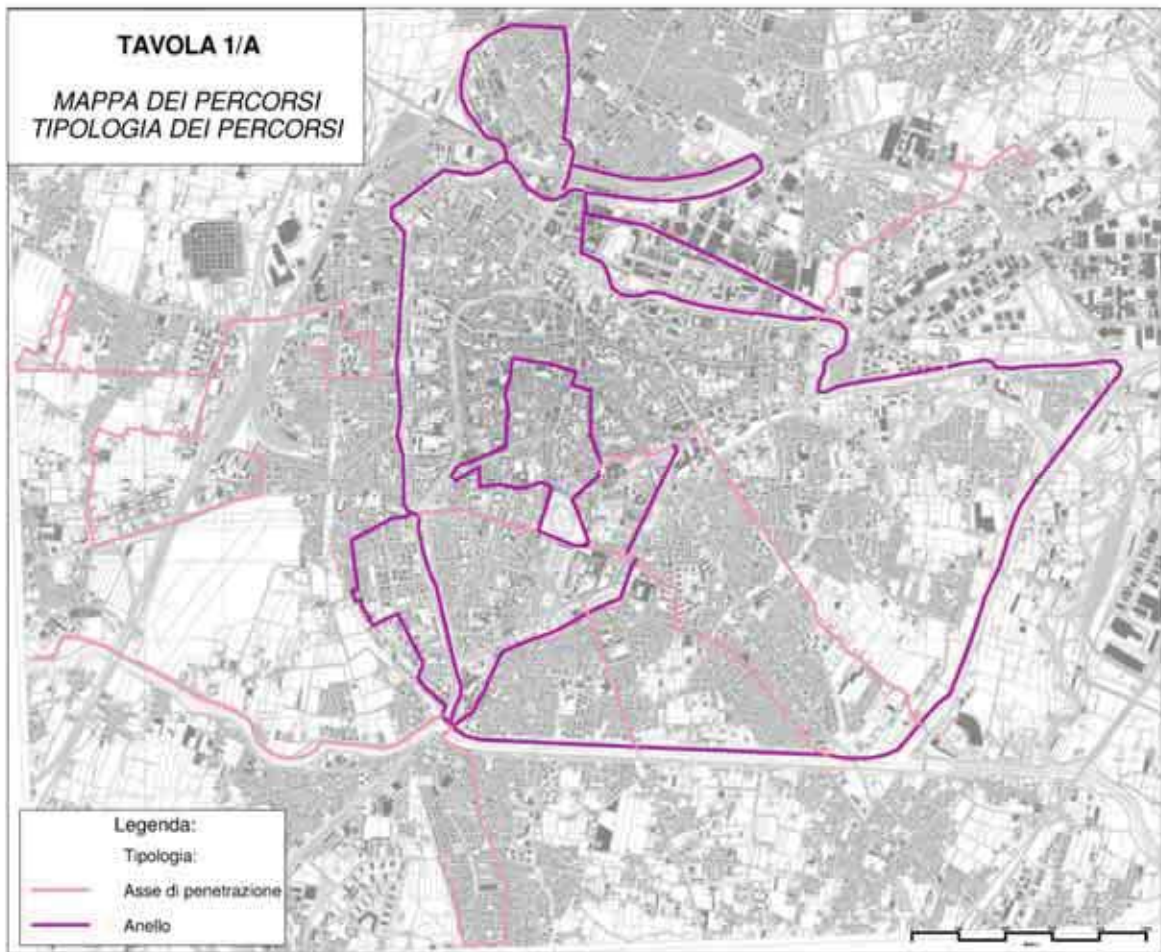 TAVOLA 1/A
MAPPA DEI PERCORSI
TIPOLOGIA DEI PERCORSI
Legenda:
Tipologia:
Asse di penetrazione
Anello